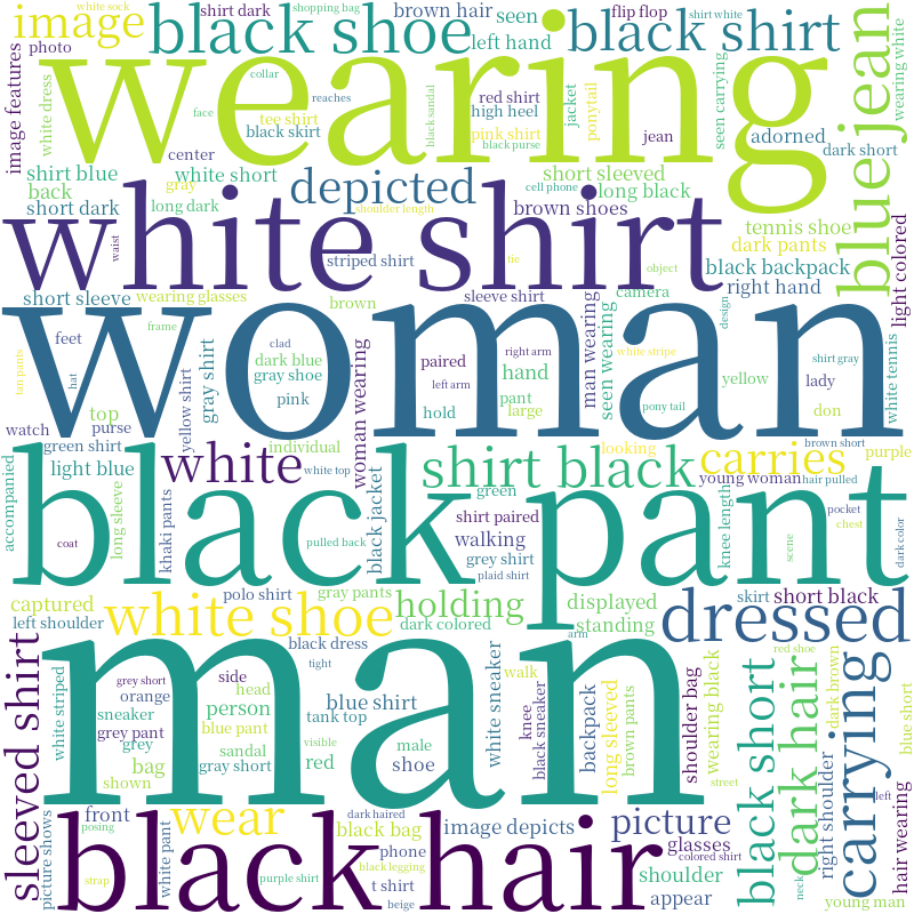 white sock
shirt dark
shopping bag
brown hair
seen
flip flop
shirt white
image
black shoe
left hand
black shirt
blue jean
wearing white
image features
photo
white dress
wearing
collar
reaches
face
tee shirt
black skirt
black sandal
red shirt
high heel
pink shirt
black purse
jacket
ponytail
jean
seen carrying
adorned
dark short
center
shirt blue
back
gray
white short
depicted
cell phone
short sleeved
long black
short dark
long dark
shoulder length
brown shoes
tennis shoe
dark pants
white shirt
waist
striped shirt
tie
object
black backpack
right hand
light colored
short sleeve
wearing glasses
brown
sleeve shirt
camera
design
woman
feet
frame
tan pants
hat
yellow shirt
gray shirt
clad
dark blue
gray shoe
pink
woman wearing
paired
left arm
right arm
hand
hold
pant
large
man wearing
seen wearing
white stripe
pony tail
yellow
shirt gray
lady
don
white tennis
top
watch
purse
green shirt
individual
looking
brown short
purple
accompanied
light blue
white
white top
shirt black
carries
young woman
hair pulled
black pant
long sleeve
coat
khaki pants
pulled back
black jacket
green
shirt paired
walking
grey shirt
plaid shirt
knee length
scene
pocket
chest
dark color
captured
left shoulder
white shoe
polo shirt
gray pants
dark colored
holding
displayed
standing
arm
dressed
skirt
short black
sleeved shirt
man
black dress
tight
white striped
grey short
orange
sneaker
grey pant
grey
bag
shown
side
head
person
blue pant
sandal
gray short
blue shirt
tank top
visible
red
male
shoe
white sneaker
walk
knee
black sneaker
backpack
long sleeved
brown pants
shoulder bag
wearing black
street
black short
red shoe
dark hair
dark brown
right shoulder
carrying
blue short
left
hair wearing
picture shows
front
posing
strap
wear
white pant
black hair
purple shirt
dark haired
black bag
phone
black legging
t shirt
beige
image depicts
picture
glasses
colored shirt
shoulder
appear
neck
young man